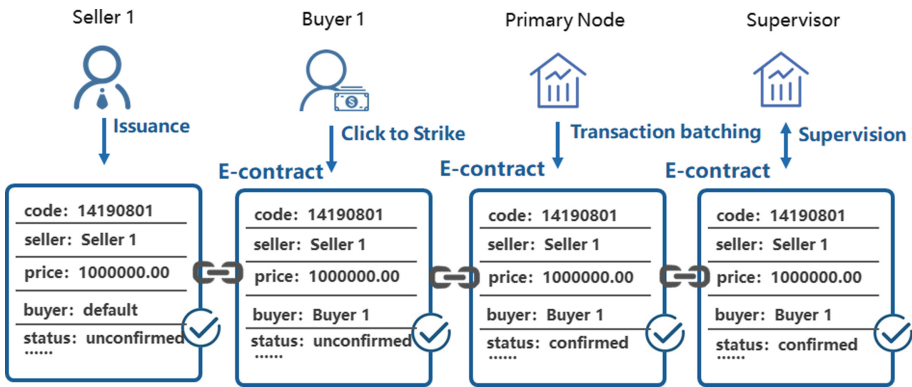 Seller 1
Buyer 1
Primary Node
Supervisor
Issuance
Click to Strike
Transaction batching
Supervision
E-contract
E-contract
E-contract
code: 14190801
seller: Seller 1
price: 1000000.00
buyer: default
status: unconfirmed
......
code: 14190801
seller: Seller 1
price: 1000000.00
buyer: Buyer 1
status: unconfirmed
......
code: 14190801
seller: Seller 1
price: 1000000.00
buyer: Buyer 1
status: confirmed
......
code: 14190801
seller: Seller 1
price: 1000000.00
buyer: Buyer 1
status: confirmed
......